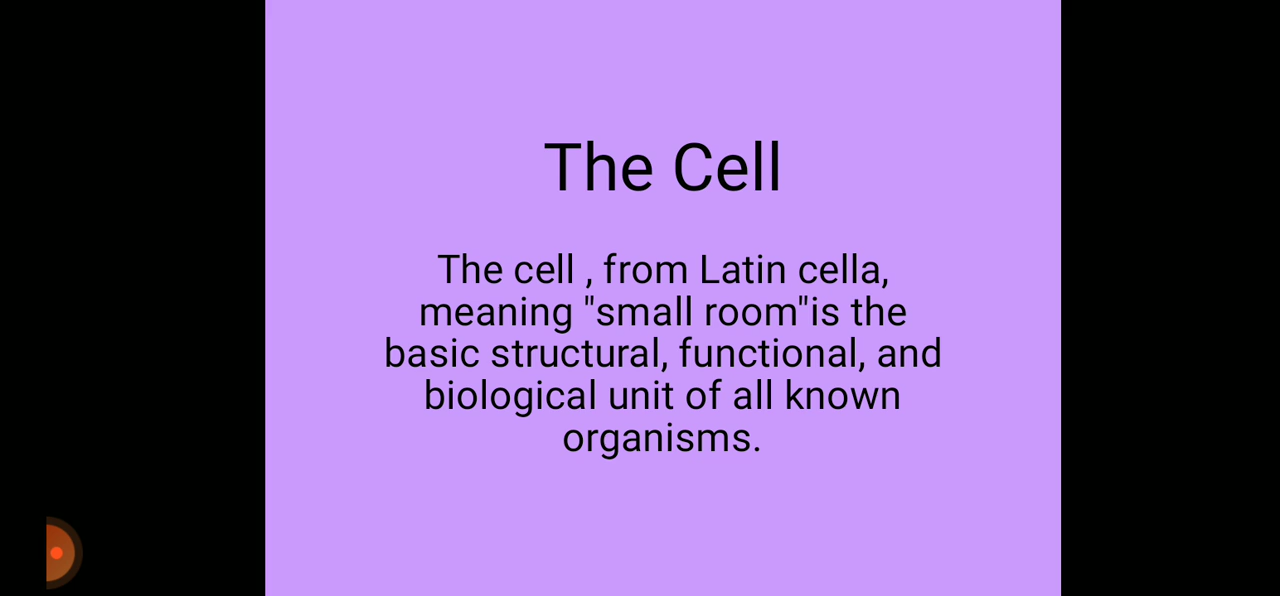 The Cell
The cell , from Latin cella,
meaning "small room"is the
basic structural, functional, and
biological unit of all known
organisms.